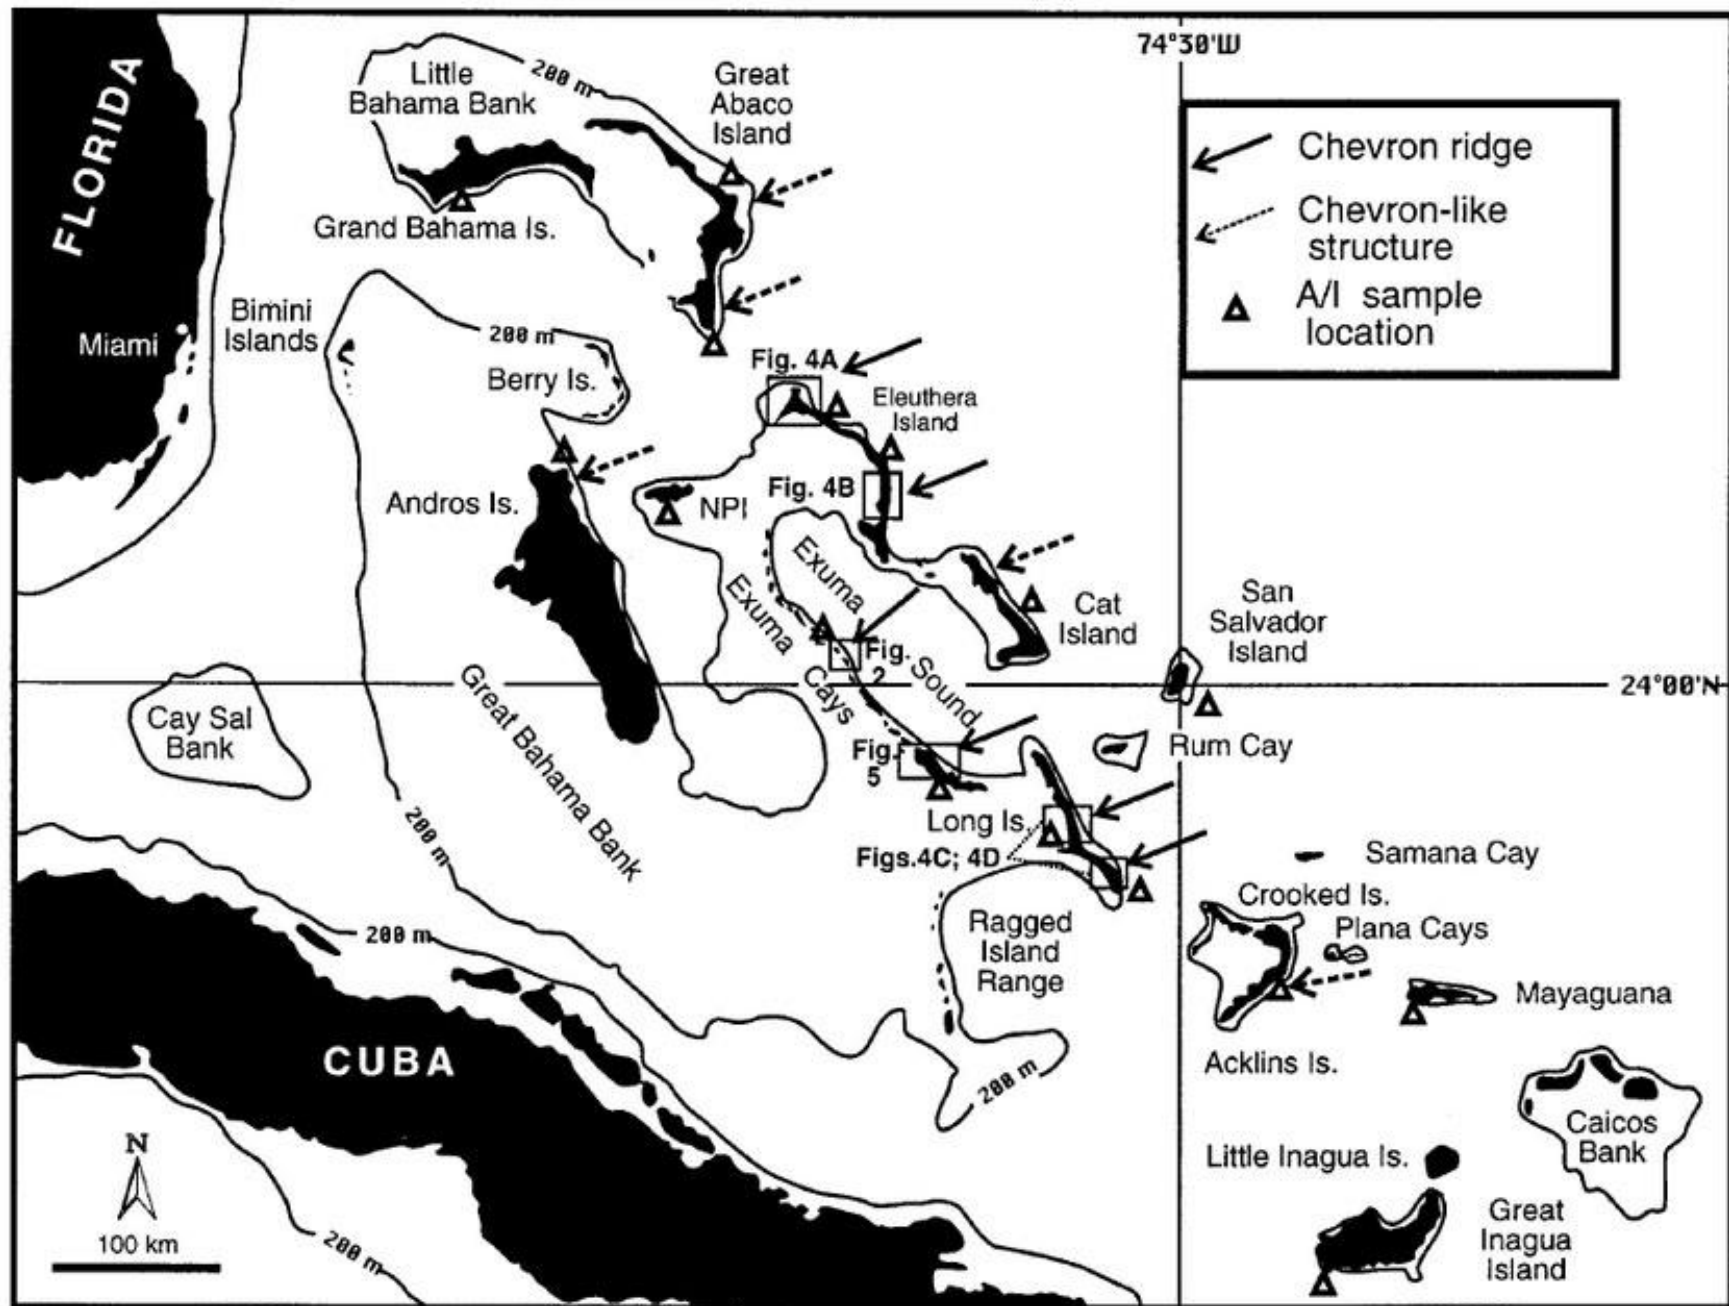 74°30'W
FLORIDA
Little
Bahama Bank
200 m
Great
Abaco
Island
Chevron ridge
Chevron-like
structure
A/I sample
location
Grand Bahama Is.
Bimini
Islands
Miami
200 m
Berry Is.
Fig. 4A
Eleuthera
Island
Andros Is.
NPI
Fig. 4B
Exuma
Sound
Exuma
Cays
Cat
Island
San
Salvador
Island
Fig.
2
24°00'N
Cay Sal
Bank
Great Bahama Bank
Rum Cay
Fig.
5
200 m
Long Is.
Figs.4C; 4D
Samana Cay
Crooked Is.
Plana Cays
Ragged
Island
Range
200 m
Mayaguana
CUBA
Acklins Is.
200 m
Caicos
Bank
N
100 km
Little Inagua Is.
Great
Inagua
Island
200 m